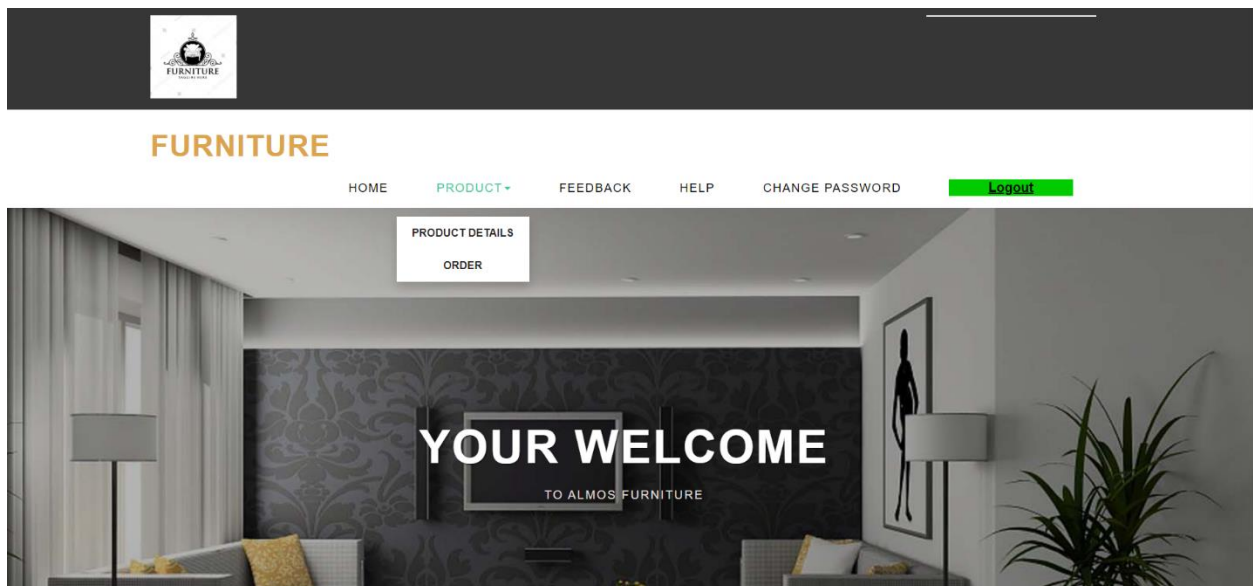 FURNITURE
FURNITURE
HOME PRODUCT FEEDBACK HELP CHANGE PASSWORD Logout
PRODUCT DETAILS
ORDER
YOUR WELCOME
TO ALMOS FURNITURE